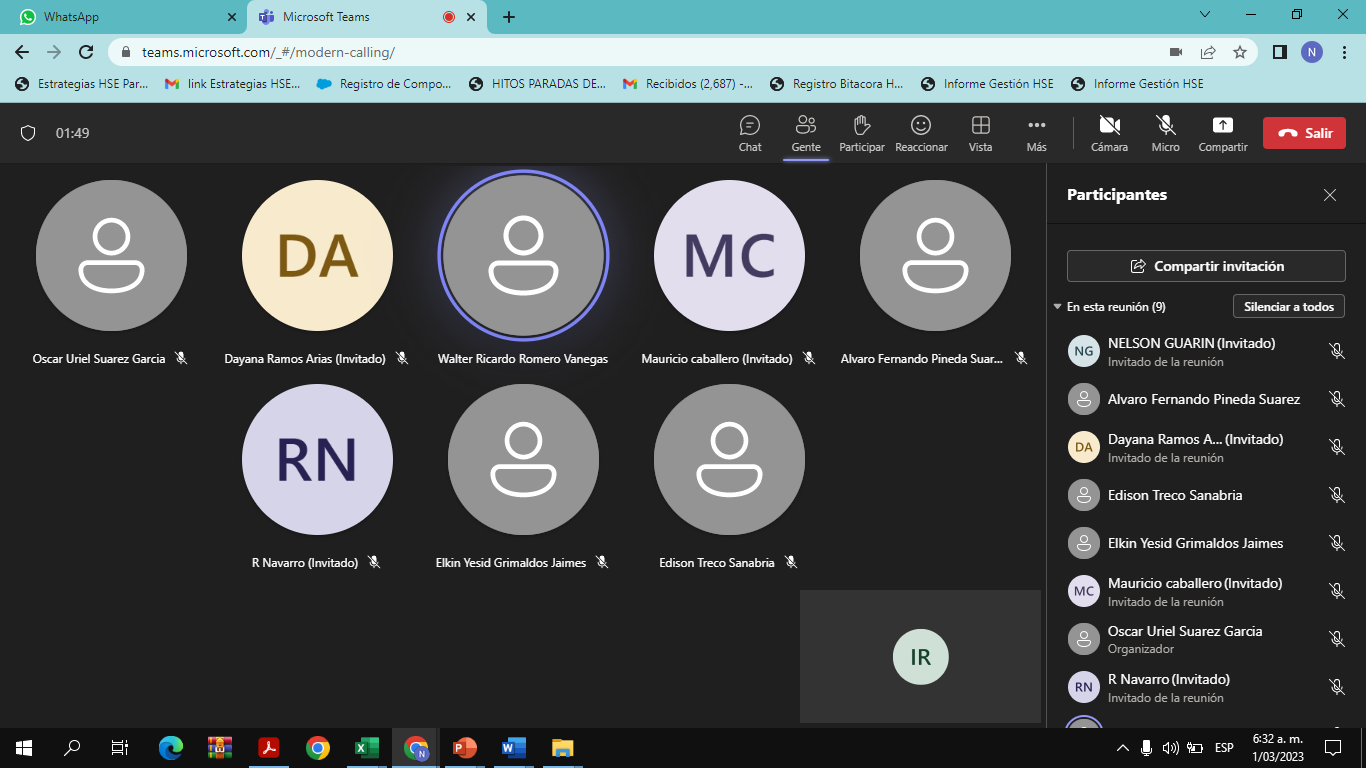 WhatsApp
Microsoft Teams
teams.microsoft.com/_#/modern-calling/
N
Estrategias HSE Par...
link Estrategias HSE...
Registro de Compo...
HITOS PARADAS DE...
Recibidos (2,687) -...
Registro Bitacora H...
Informe Gestión HSE
Informe Gestión HSE
01:49
Chat
Gente
Participar
Reaccionar
Vista
Más
Cámara
Micro
Compartir
Salir
DA
MC
Oscar Uriel Suarez Garcia
Dayana Ramos Arias (Invitado)
Walter Ricardo Romero Vanegas
Mauricio caballero (Invitado)
Alvaro Fernando Pineda Suar...
RN
R Navarro (Invitado)
Elkin Yesid Grimaldos Jaimes
Edison Treco Sanabria
IR
Participantes
Compartir invitación
En esta reunión (9)
Silenciar a todos
NG
NELSON GUARIN (Invitado)
Invitado de la reunión
Alvaro Fernando Pineda Suarez
DA
Dayana Ramos A... (Invitado)
Invitado de la reunión
Edison Treco Sanabria
Elkin Yesid Grimaldos Jaimes
MC
Mauricio caballero (Invitado)
Invitado de la reunión
Oscar Uriel Suarez Garcia
Organizador
RN
R Navarro (Invitado)
Invitado de la reunión
ESP
6:32 a. m.
1/03/2023